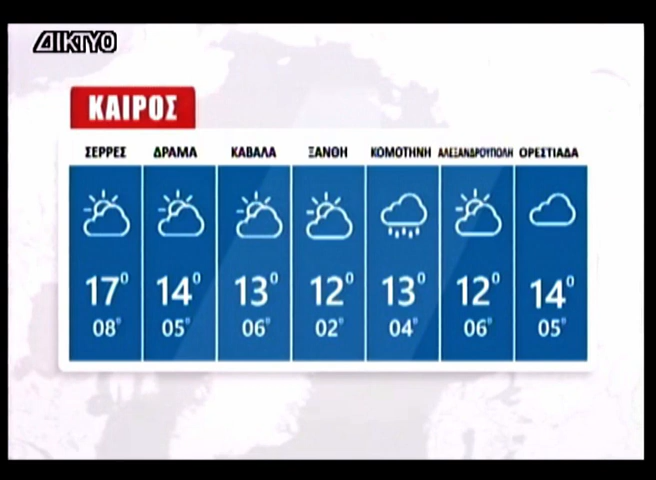 ΔΙΚΤΥΟ
ΚΑΙΡΟΣ
ΣΕΡΡΕΣ ΔΡΑΜΑ ΚΑΒΑΛΑ ΞΑΝΘΗ ΚΟΜΟΤΗΝΗ ΑΛΕΞΑΝΔΡΟΥΠΟΛΗ ΟΡΕΣΤΙΑΔΑ
17° 14° 13° 12° 13° 12° 14°
08° 05° 06° 02° 04° 06° 05°